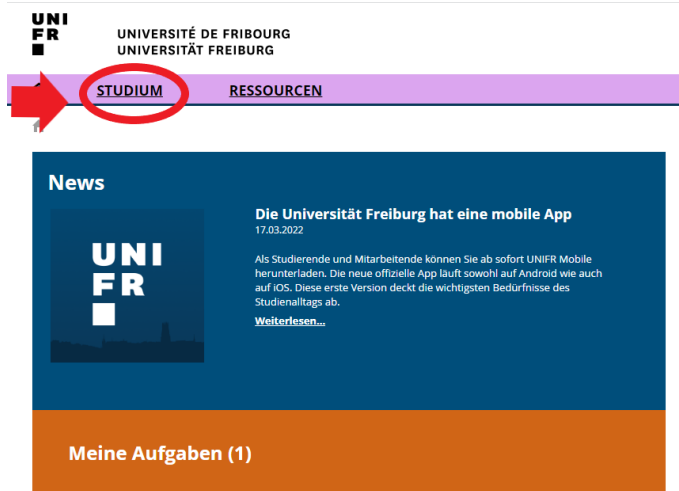 UNI
FR
UNIVERSITÉ DE FRIBOURG
UNIVERSITÄT FREIBURG
STUDIUM RESSOURCEN
News
UNI
FR
Die Universität Freiburg hat eine mobile App
17.03.2022
Als Studierende und Mitarbeitende können Sie ab sofort UNIFR Mobile
herunterladen. Die neue offizielle App läuft sowohl auf Android wie auch
auf iOS. Diese erste Version deckt die wichtigsten Bedürfnisse des
Studienalltags ab.
Weiterlesen...
Meine Aufgaben (1)